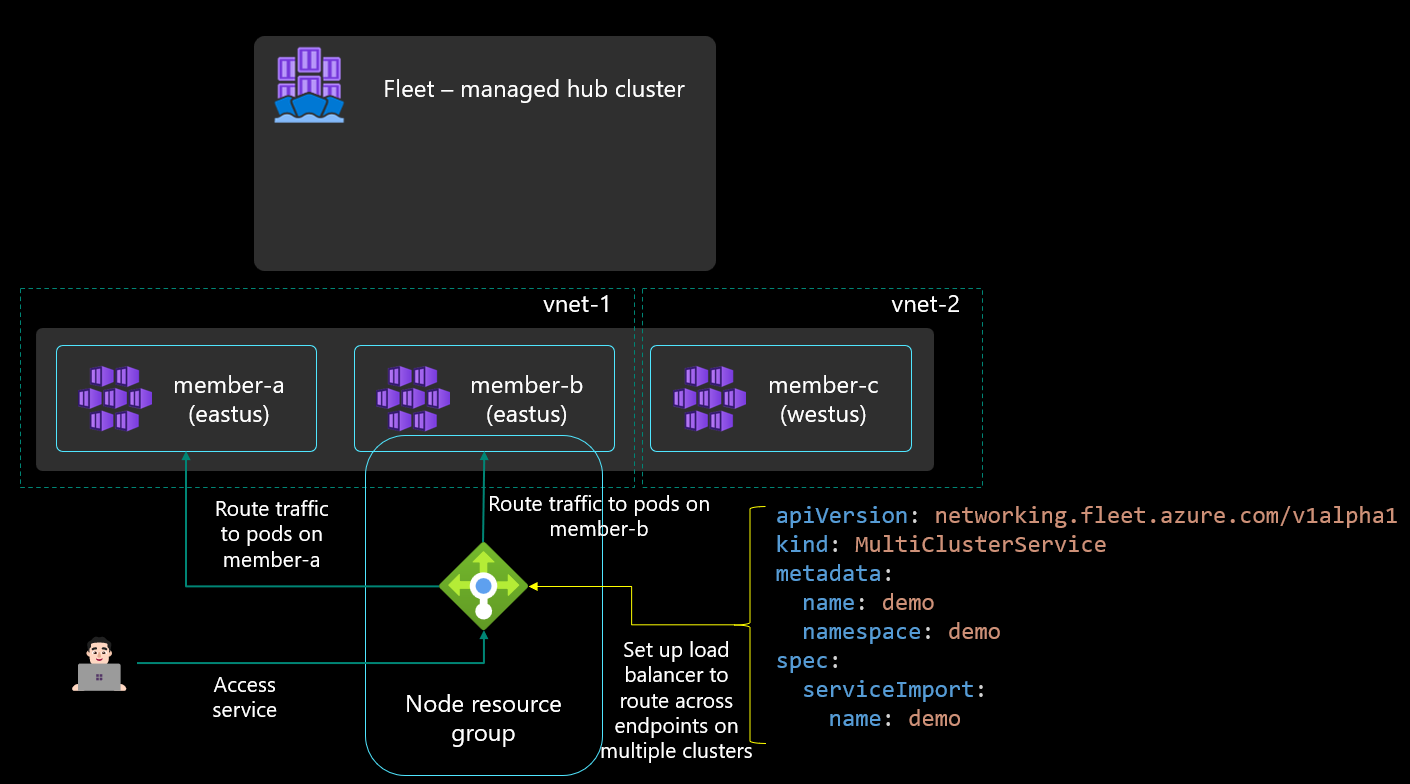 Fleet – managed hub cluster
vnet-1
vnet-2
member-a
(eastus)
member-b
(eastus)
member-c
(westus)
Route traffic
to pods on
member-a
Route traffic to pods on
member-b
apiVersion: networking.fleet.azure.com/v1alpha1
kind: MultiClusterService
metadata:
  name: demo
  namespace: demo
spec:
  serviceImport:
    name: demo
Set up load
balancer to
route across
endpoints on
multiple clusters
Access
service
Node resource
group